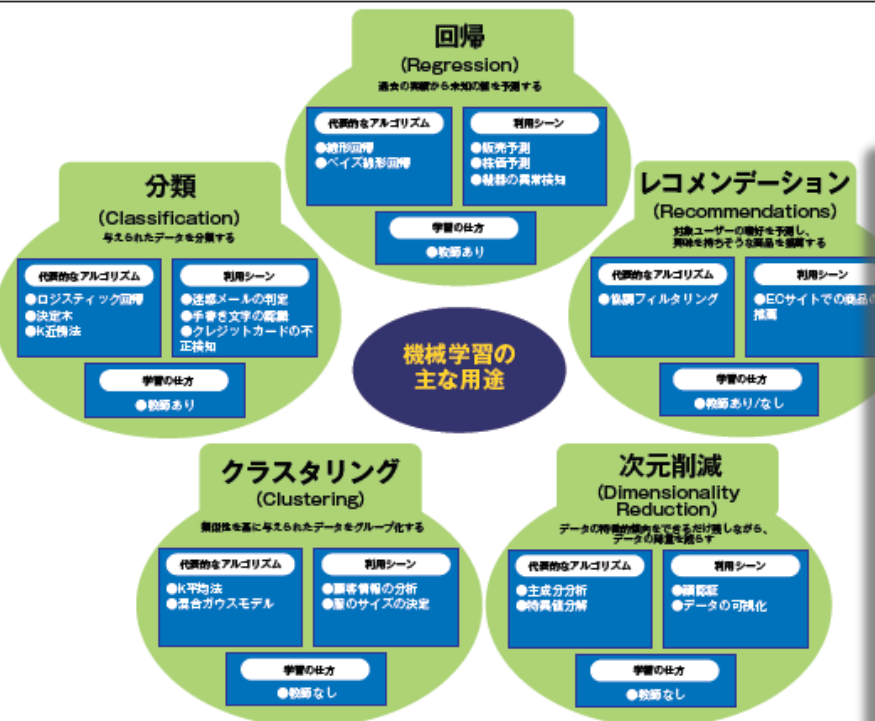 回帰
(Regression)
過去の実績から未知の値を予測する
代表的なアルゴリズム
●線形回帰
●ベイズ線形回帰
利用シーン
●販売予測
●株価予測
●機器の異常検知
学習の仕方
●教師あり
分類
(Classification)
与えられたデータを分類する
代表的なアルゴリズム
●ロジスティック回帰
●決定木
●K近傍法
利用シーン
●迷惑メールの判定
●手書き文字の認識
●クレジットカードの不
正検知
学習の仕方
●教師あり
レコメンデーション
(Recommendations)
対象ユーザーの嗜好を予測し、
興味を持ちそうな商品を推薦する
代表的なアルゴリズム
●協調フィルタリング
利用シーン
●ECサイトでの商品の
推薦
学習の仕方
●教師あり/なし
機械学習の
主な用途
クラスタリング
(Clustering)
類似性を基に与えられたデータをグループ化する
代表的なアルゴリズム
●K平均法
●混合ガウスモデル
利用シーン
●顧客情報の分析
●服のサイズの決定
学習の仕方
●教師なし
次元削減
(Dimensionality
Reduction)
データの特徴的傾向をできるだけ残しながら、
データの容量を減らす
代表的なアルゴリズム
●主成分分析
●特異値分解
利用シーン
●顔認証
●データの可視化
学習の仕方
●教師なし